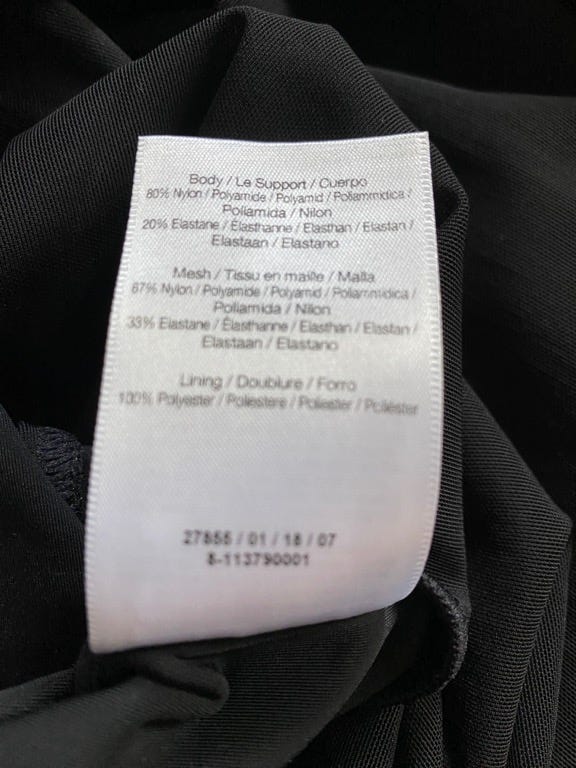 Body / Le Support / Cuerpo
80% Nylon / Polyamide / Polyamid / Poliammidica /
Poliamida / Nilon
20% Elastane / Élasthanne / Elasthan / Elastan /
Elastaan / Elastano
Mesh / Tissu en maille / Malla
67% Nylon / Polyamide / Polyamid / Poliammidica /
Poliamida / Nilon
33% Elastane / Élasthanne / Elasthan / Elastan /
Elastaan / Elastano
Lining / Doublure / Forro
100% Polyester / Poliestere / Poliester / Poliéster
27855 / 01 / 18 / 07
8-113790001